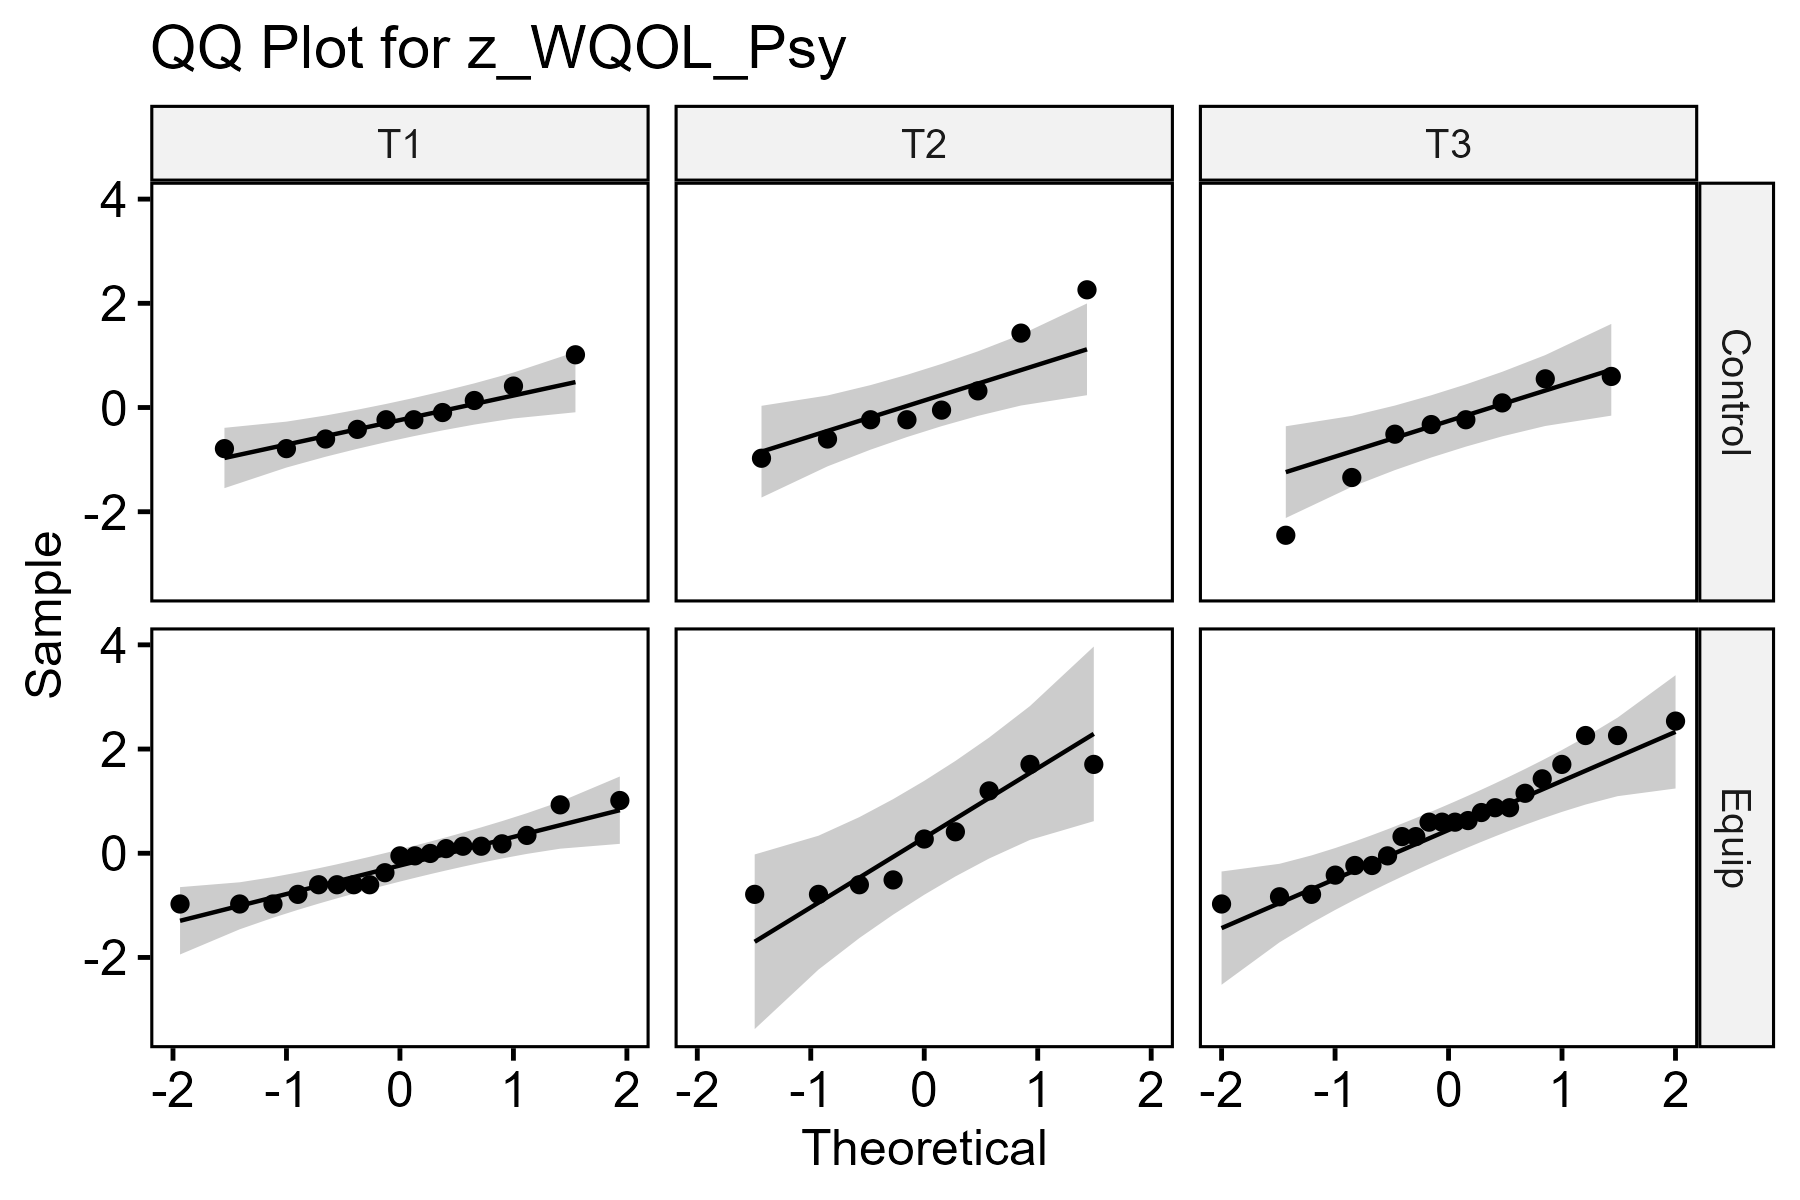 QQ Plot for z_WQOL_Psy
T1 T2 T3
4
2
0
-2
Control
Sample
4
2
0
-2
Equip
-2 -1 0 1 2 -2 -1 0 1 2 -2 -1 0 1 2
Theoretical